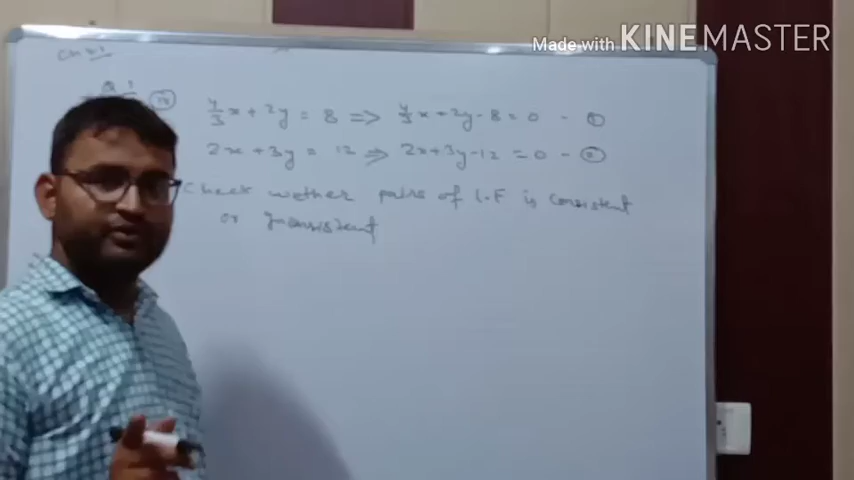 Made with KINEMASTER
4/3 x + 2y = 8 => 4/3 x + 2y - 8 = 0 - ①
2x + 3y = 12 => 2x + 3y - 12 = 0 - ②
Check wether pairs of L.E is consistent
or Inconsistent